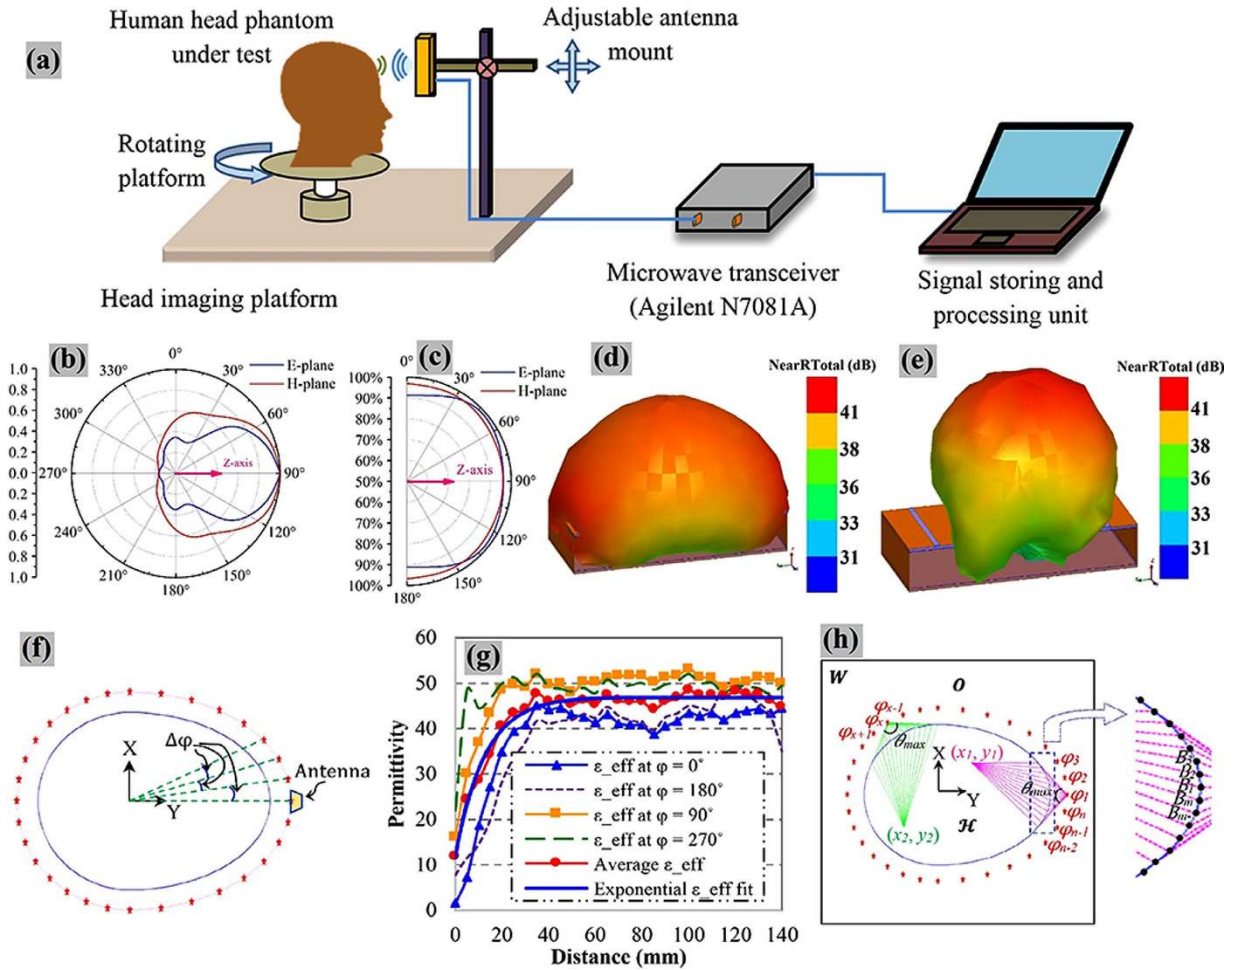 (a)
Human head phantom
under test
Adjustable antenna
mount
Rotating
platform
Head imaging platform
Microwave transceiver
(Agilent N7081A)
Signal storing and
processing unit
(b)
1.0
0.8
0.6
0.4
0.2
0.0
0.2
0.4
0.6
0.8
1.0
0°
30°
60°
90°
120°
150°
180°
210°
240°
270°
300°
330°
E-plane
H-plane
Z-axis
(c)
100%
90%
80%
70%
60%
50%
60%
70%
80%
90%
100%
0°
30°
60°
90°
120°
150°
180°
E-plane
H-plane
Z-axis
(d)
NearRTotal (dB)
41
38
36
33
31
(e)
NearRTotal (dB)
41
38
36
33
31
(f)
X
Y
Δφ
Antenna
(g)
Permittivity
60
50
40
30
20
10
0
0 20 40 60 80 100 120 140
Distance (mm)
ε_eff at φ = 0°
ε_eff at φ = 180°
ε_eff at φ = 90°
ε_eff at φ = 270°
Average ε_eff
Exponential ε_eff fit
(h)
W
O
φx-1
φx
φx+1
θmax
(x1, y1)
X
Y
(x2, y2)
H
θmax
φ3
φ2
φ1
φn
φn-1
φn-2
B3
B2
B1
Bm